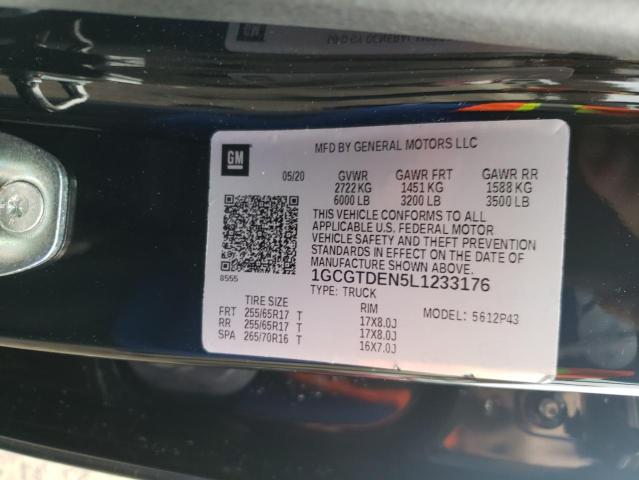 GM
MFD BY GENERAL MOTORS LLC
05/20 GVWR GAWR FRT GAWR RR
2722 KG 1451 KG 1588 KG
6000 LB 3200 LB 3500 LB
THIS VEHICLE CONFORMS TO ALL
APPLICABLE U.S. FEDERAL MOTOR
VEHICLE SAFETY AND THEFT PREVENTION
STANDARDS IN EFFECT ON THE DATE OF
MANUFACTURE SHOWN ABOVE.
8555 1GCGTDEN5L1233176
TYPE: TRUCK
TIRE SIZE RIM MODEL: 5612P43
FRT 255/65R17 T 17X8.0J
RR 255/65R17 T 17X8.0J
SPA 265/70R16 T 16X7.0J